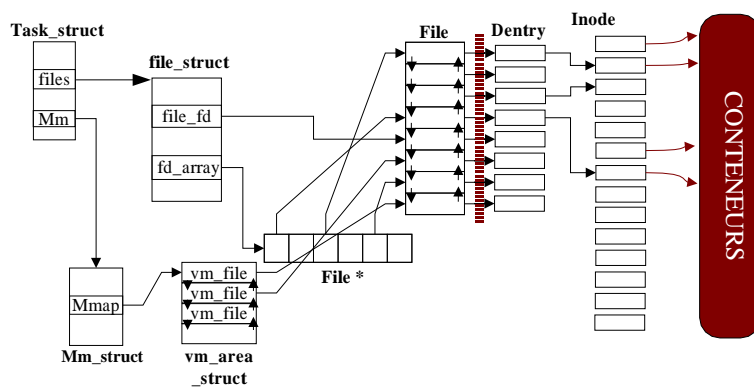 Task_struct
files
Mm
file_struct
file_fd
fd_array
File
Dentry
Inode
CONTENEURS
File *
Mmap
Mm_struct
vm_file
vm_file
vm_file
vm_area
_struct